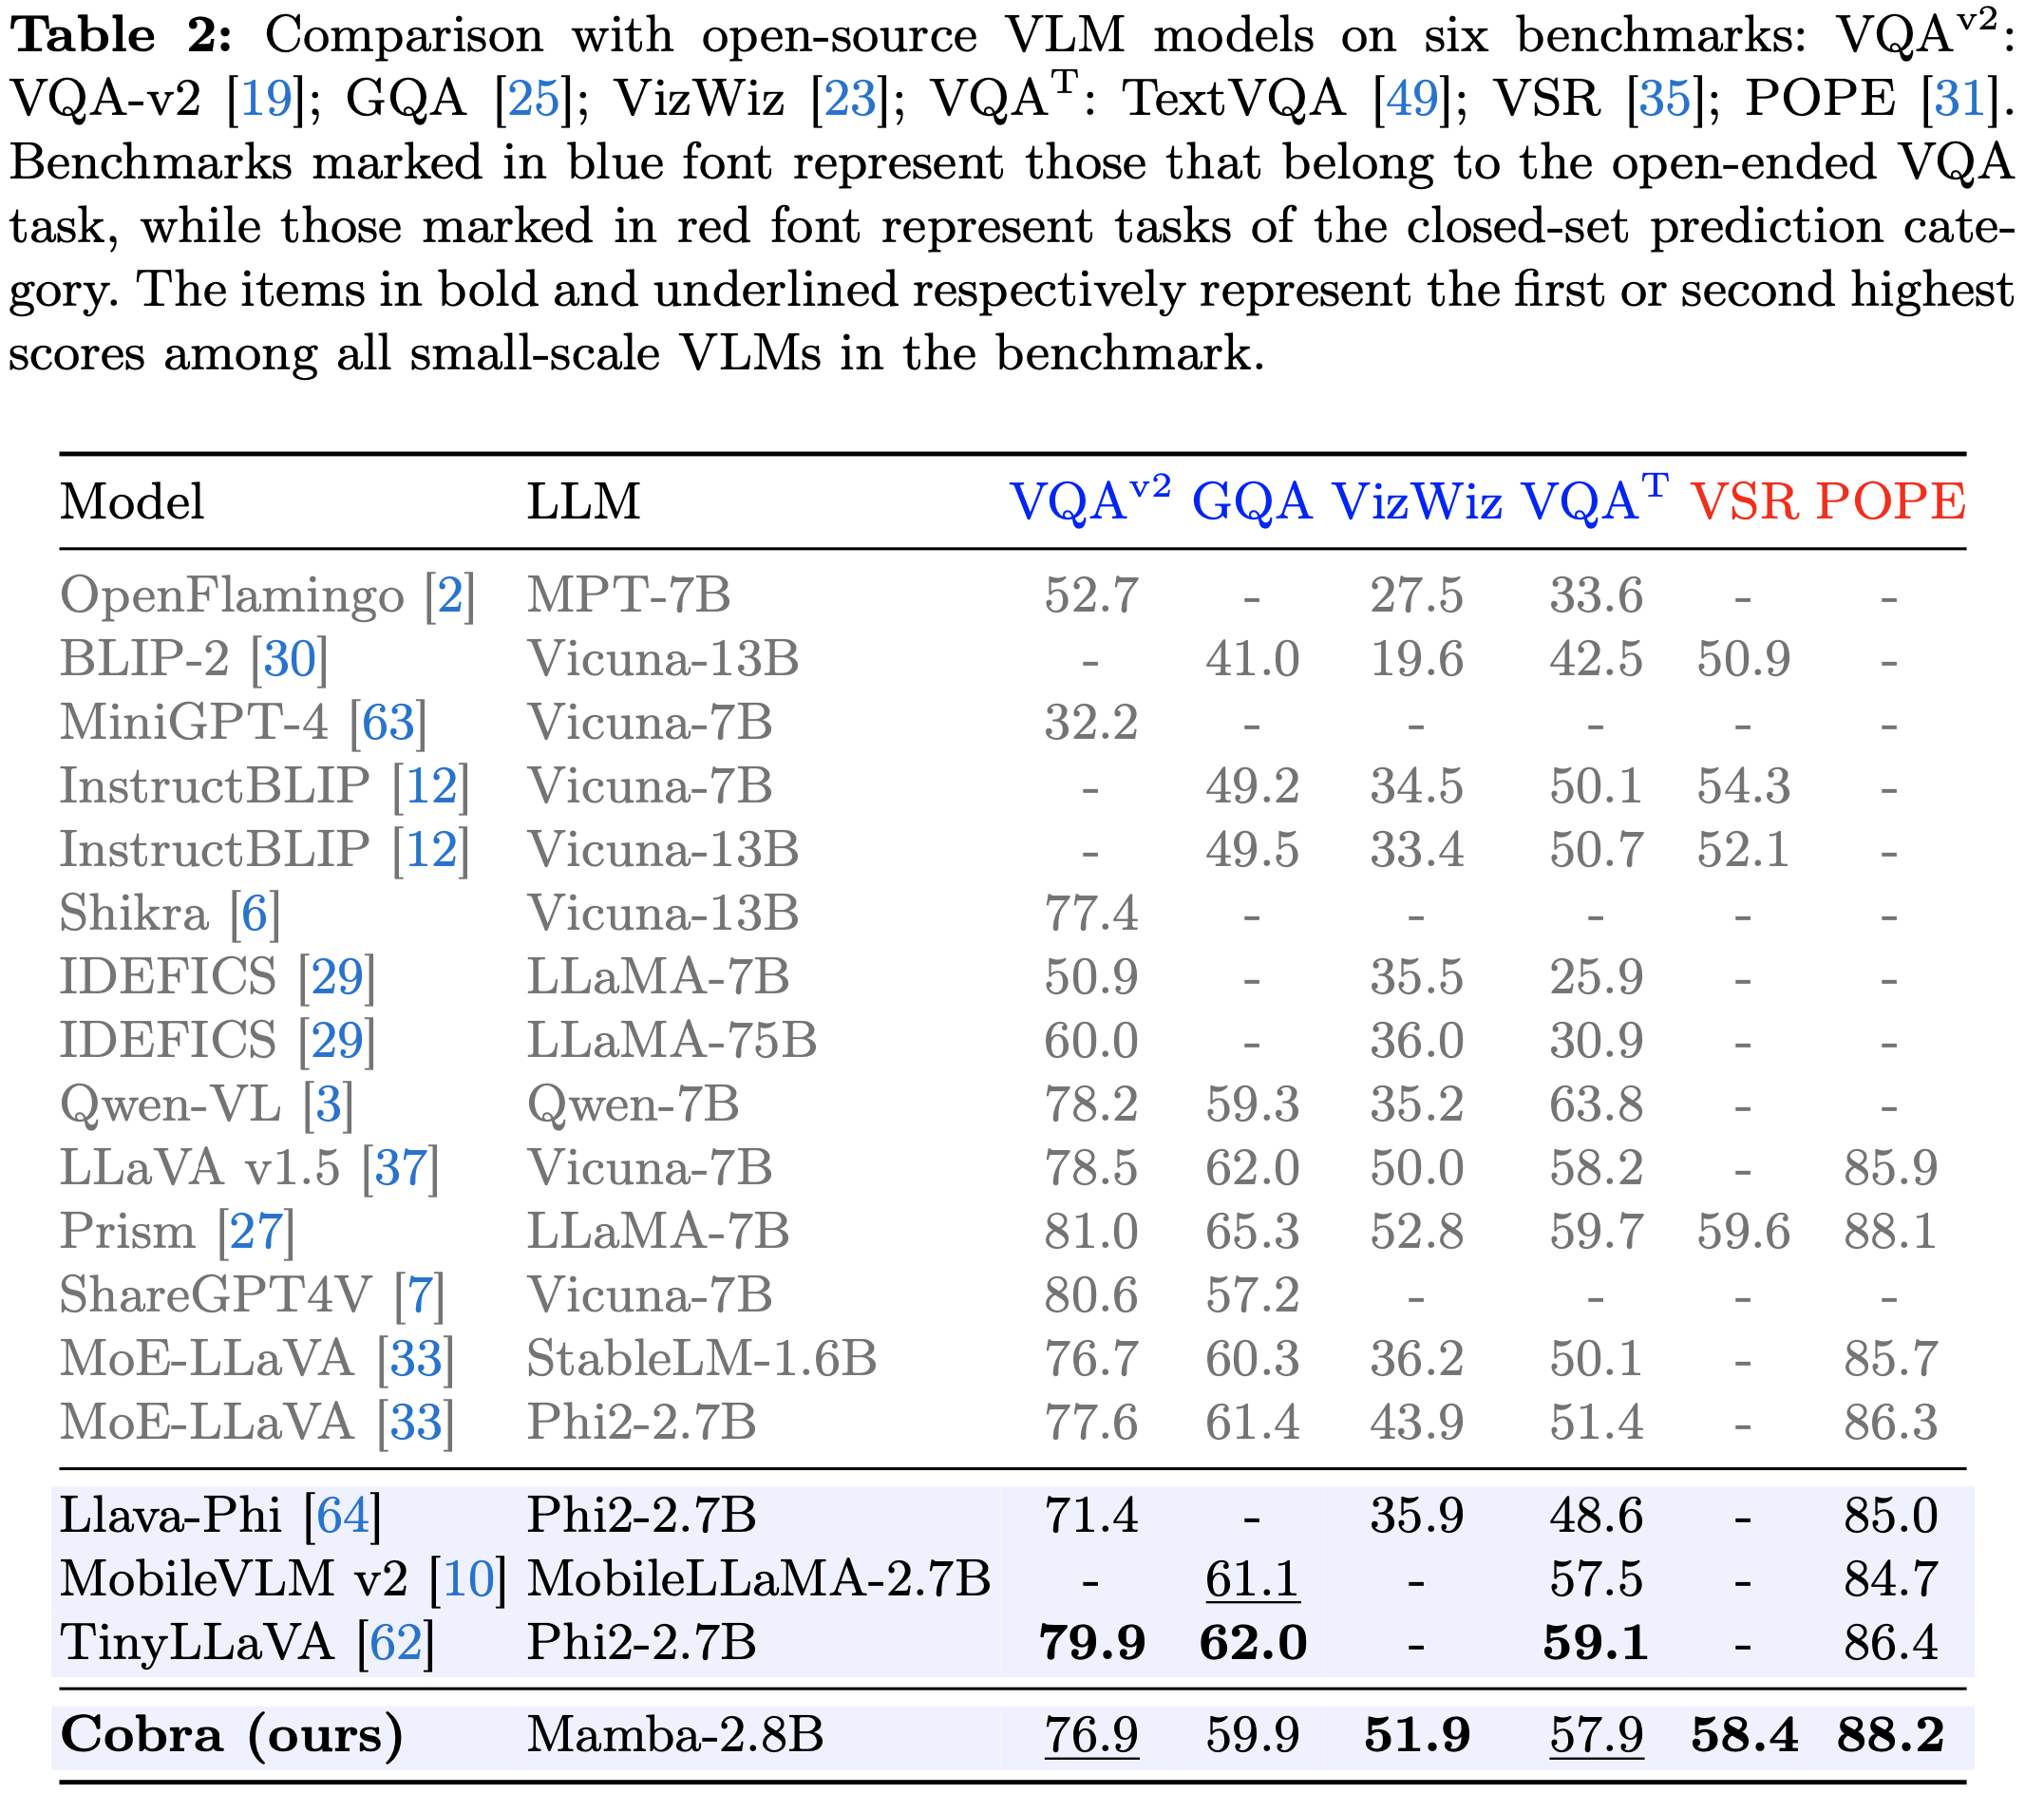 Table 2: Comparison with open-source VLM models on six benchmarks: VQA^v2:
VQA-v2 [19]; GQA [25]; VizWiz [23]; VQA^T: TextVQA [49]; VSR [35]; POPE [31].
Benchmarks marked in blue font represent those that belong to the open-ended VQA
task, while those marked in red font represent tasks of the closed-set prediction cate-
gory. The items in bold and underlined respectively represent the first or second highest
scores among all small-scale VLMs in the benchmark.
Model LLM VQA^v2 GQA VizWiz VQA^T VSR POPE
OpenFlamingo [2] MPT-7B 52.7 - 27.5 33.6 - -
BLIP-2 [30] Vicuna-13B - 41.0 19.6 42.5 50.9 -
MiniGPT-4 [63] Vicuna-7B 32.2 - - - - -
InstructBLIP [12] Vicuna-7B - 49.2 34.5 50.1 54.3 -
InstructBLIP [12] Vicuna-13B - 49.5 33.4 50.7 52.1 -
Shikra [6] Vicuna-13B 77.4 - - - - -
IDEFICS [29] LLaMA-7B 50.9 - 35.5 25.9 - -
IDEFICS [29] LLaMA-75B 60.0 - 36.0 30.9 - -
Qwen-VL [3] Qwen-7B 78.2 59.3 35.2 63.8 - -
LLaVA v1.5 [37] Vicuna-7B 78.5 62.0 50.0 58.2 - 85.9
Prism [27] LLaMA-7B 81.0 65.3 52.8 59.7 59.6 88.1
ShareGPT4V [7] Vicuna-7B 80.6 57.2 - - - -
MoE-LLaVA [33] StableLM-1.6B 76.7 60.3 36.2 50.1 - 85.7
MoE-LLaVA [33] Phi2-2.7B 77.6 61.4 43.9 51.4 - 86.3
Llava-Phi [64] Phi2-2.7B 71.4 - 35.9 48.6 - 85.0
MobileVLM v2 [10] MobileLLaMA-2.7B - 61.1 - 57.5 - 84.7
TinyLLaVA [62] Phi2-2.7B 79.9 62.0 - 59.1 - 86.4
Cobra (ours) Mamba-2.8B 76.9 59.9 51.9 57.9 58.4 88.2